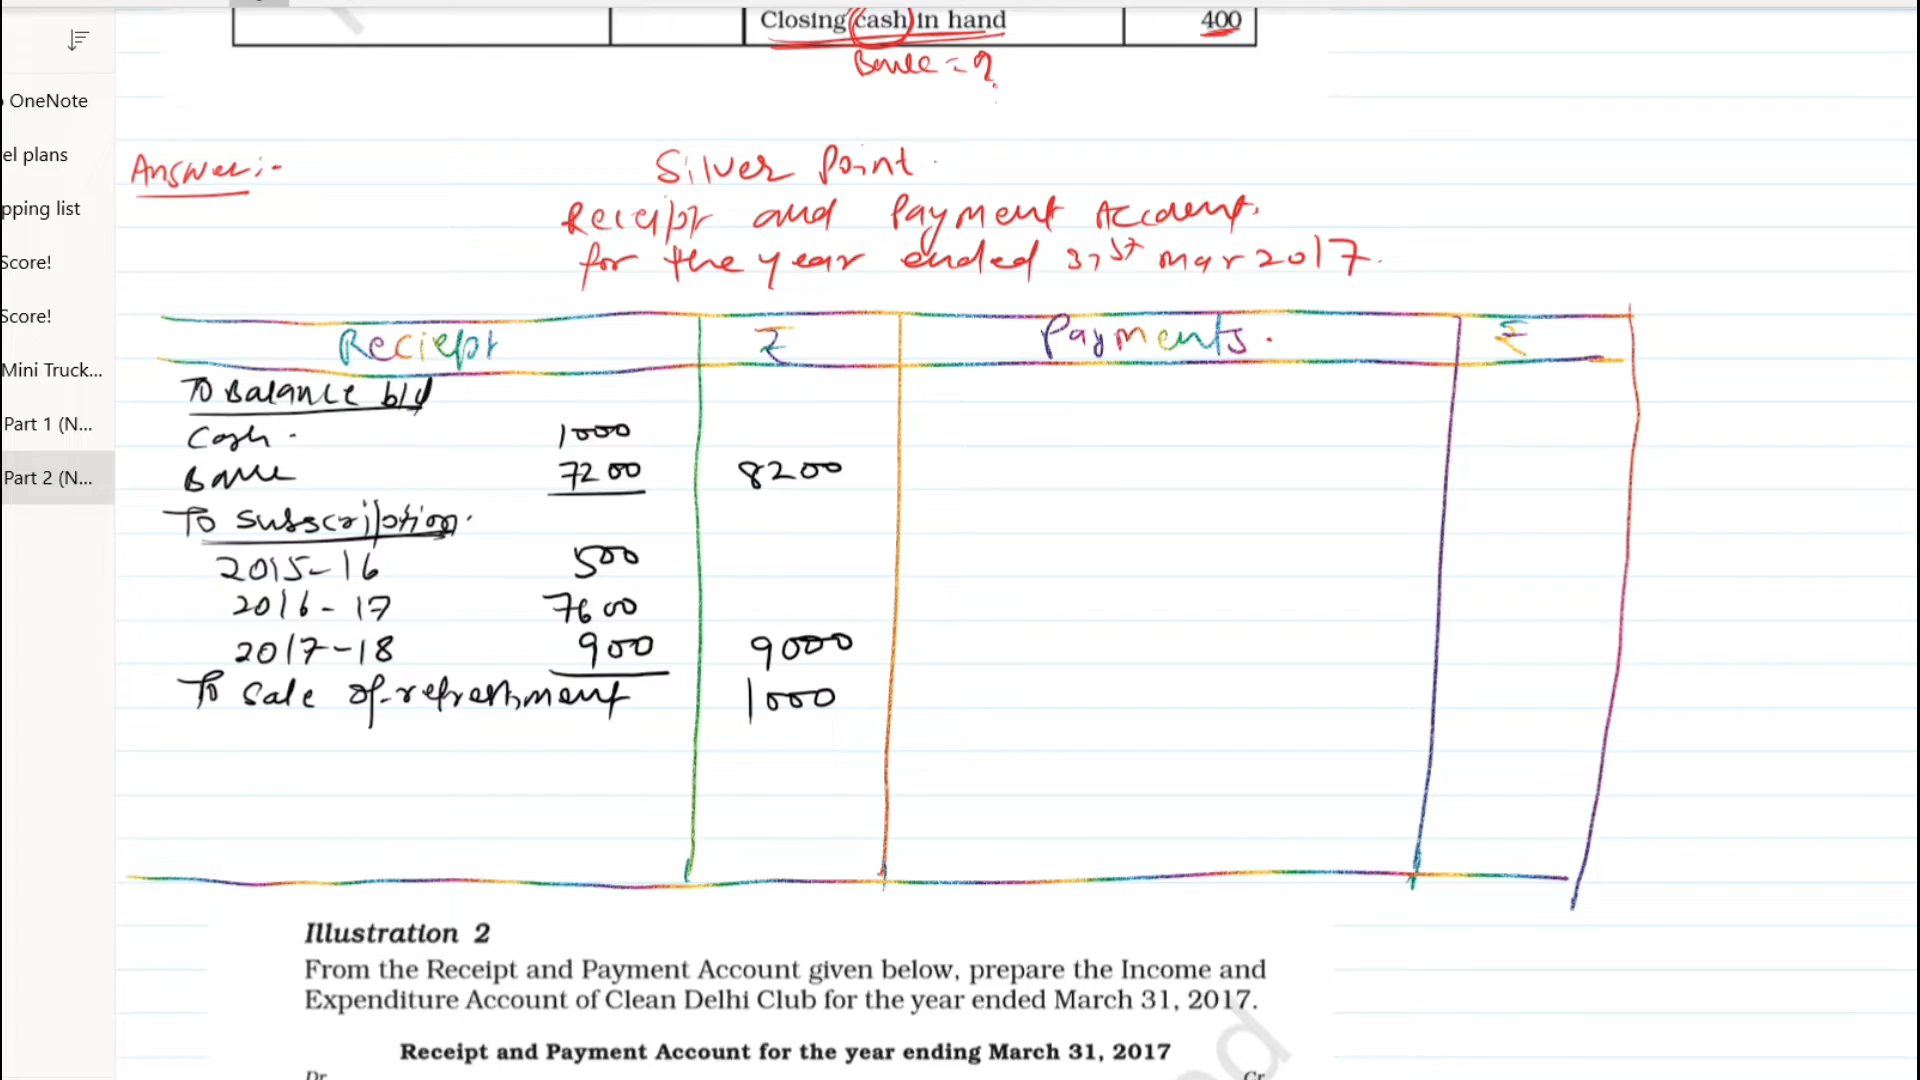 Closing cash in hand 400
Bank = ?
OneNote
el plans
pping list
Score!
Score!
Mini Truck...
Part 1 (N...
Part 2 (N...
Answer:-
Silver Point.
Receipt and Payment Account.
for the year ended 31st Mar 2017.
Reciept ₹ Payments. ₹
To Balance b/d
Cash. 1000
Bank 7200 8200
To Subscription.
2015-16 500
2016-17 7600
2017-18 900 9000
To Sale of refreshment 1000
Illustration 2
From the Receipt and Payment Account given below, prepare the Income and
Expenditure Account of Clean Delhi Club for the year ended March 31, 2017.
Receipt and Payment Account for the year ending March 31, 2017
Dr. Cr.